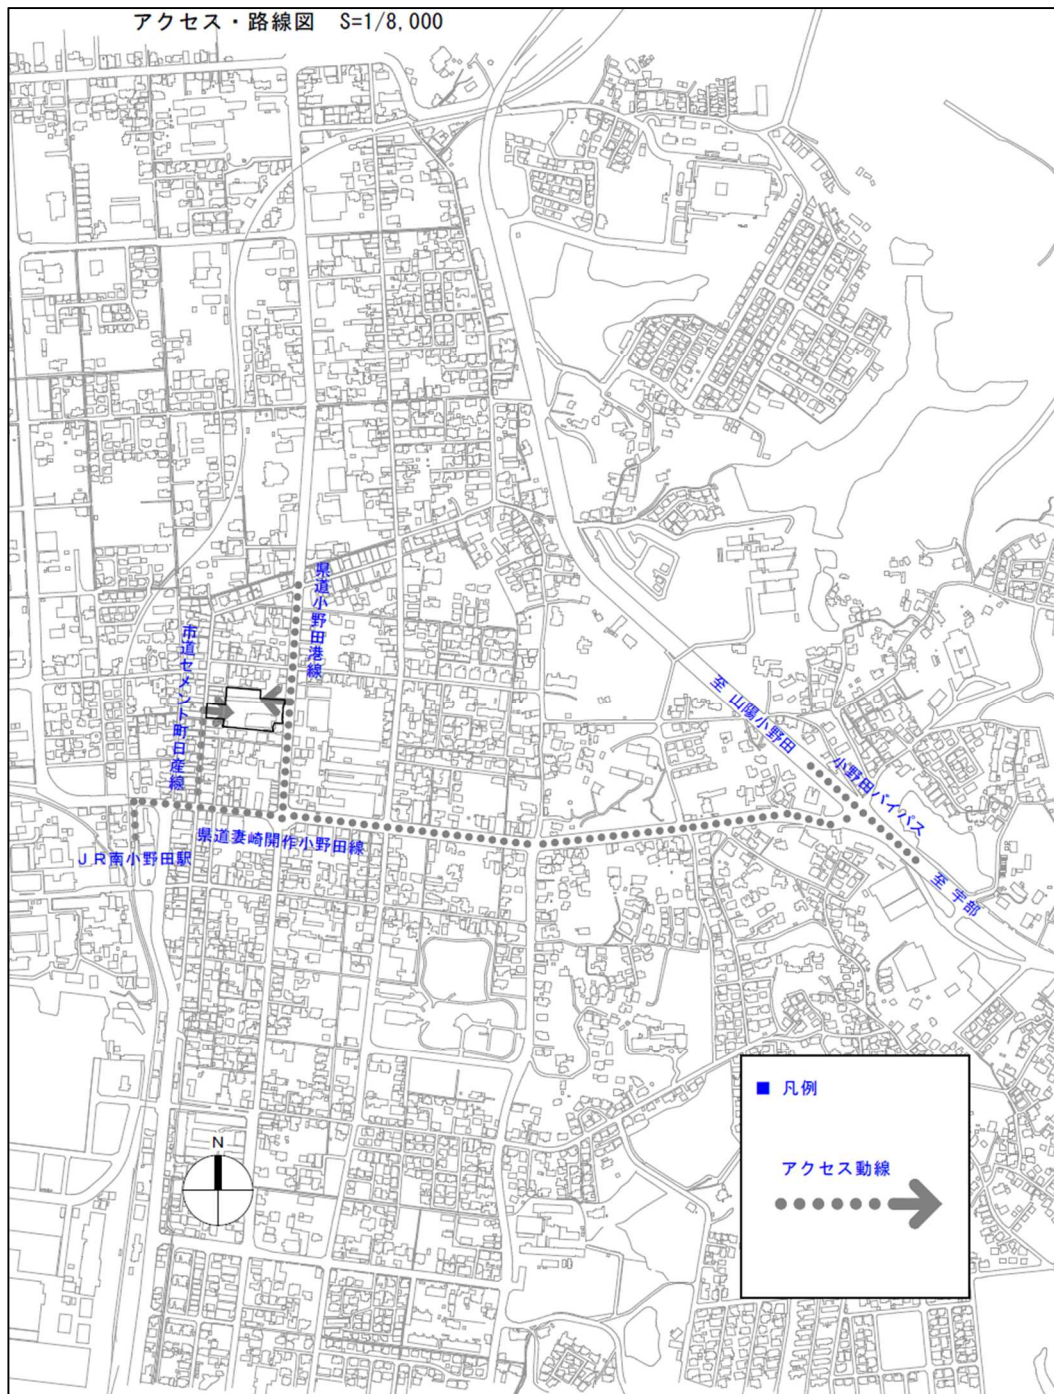 アクセス・路線図 S=1/8,000
県道小野田港線
市道セメント町日産線
至 山陽小野田
小野田バイパス
県道妻崎開作小野田線
JR南小野田駅
至 宇部
■ 凡例
アクセス動線
N